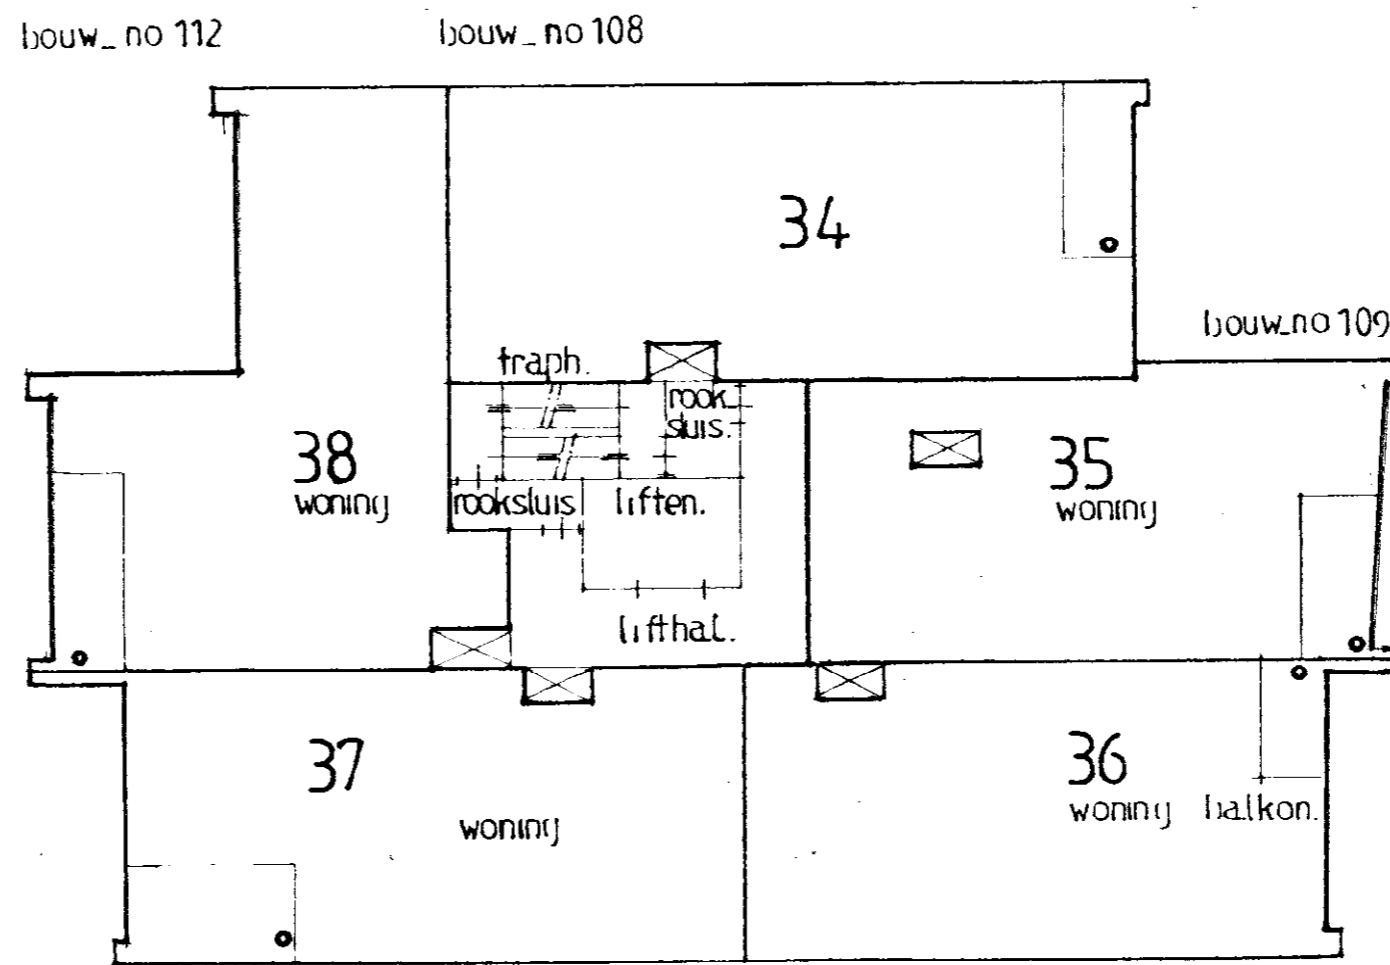 bouw_no 112
bouw_no 108
34
bouw_no 109
traph.
rook_
sluis.
38
woning
35
woning
rooksluis
liften.
lifthal.
37
woning
36
woning
balkon.